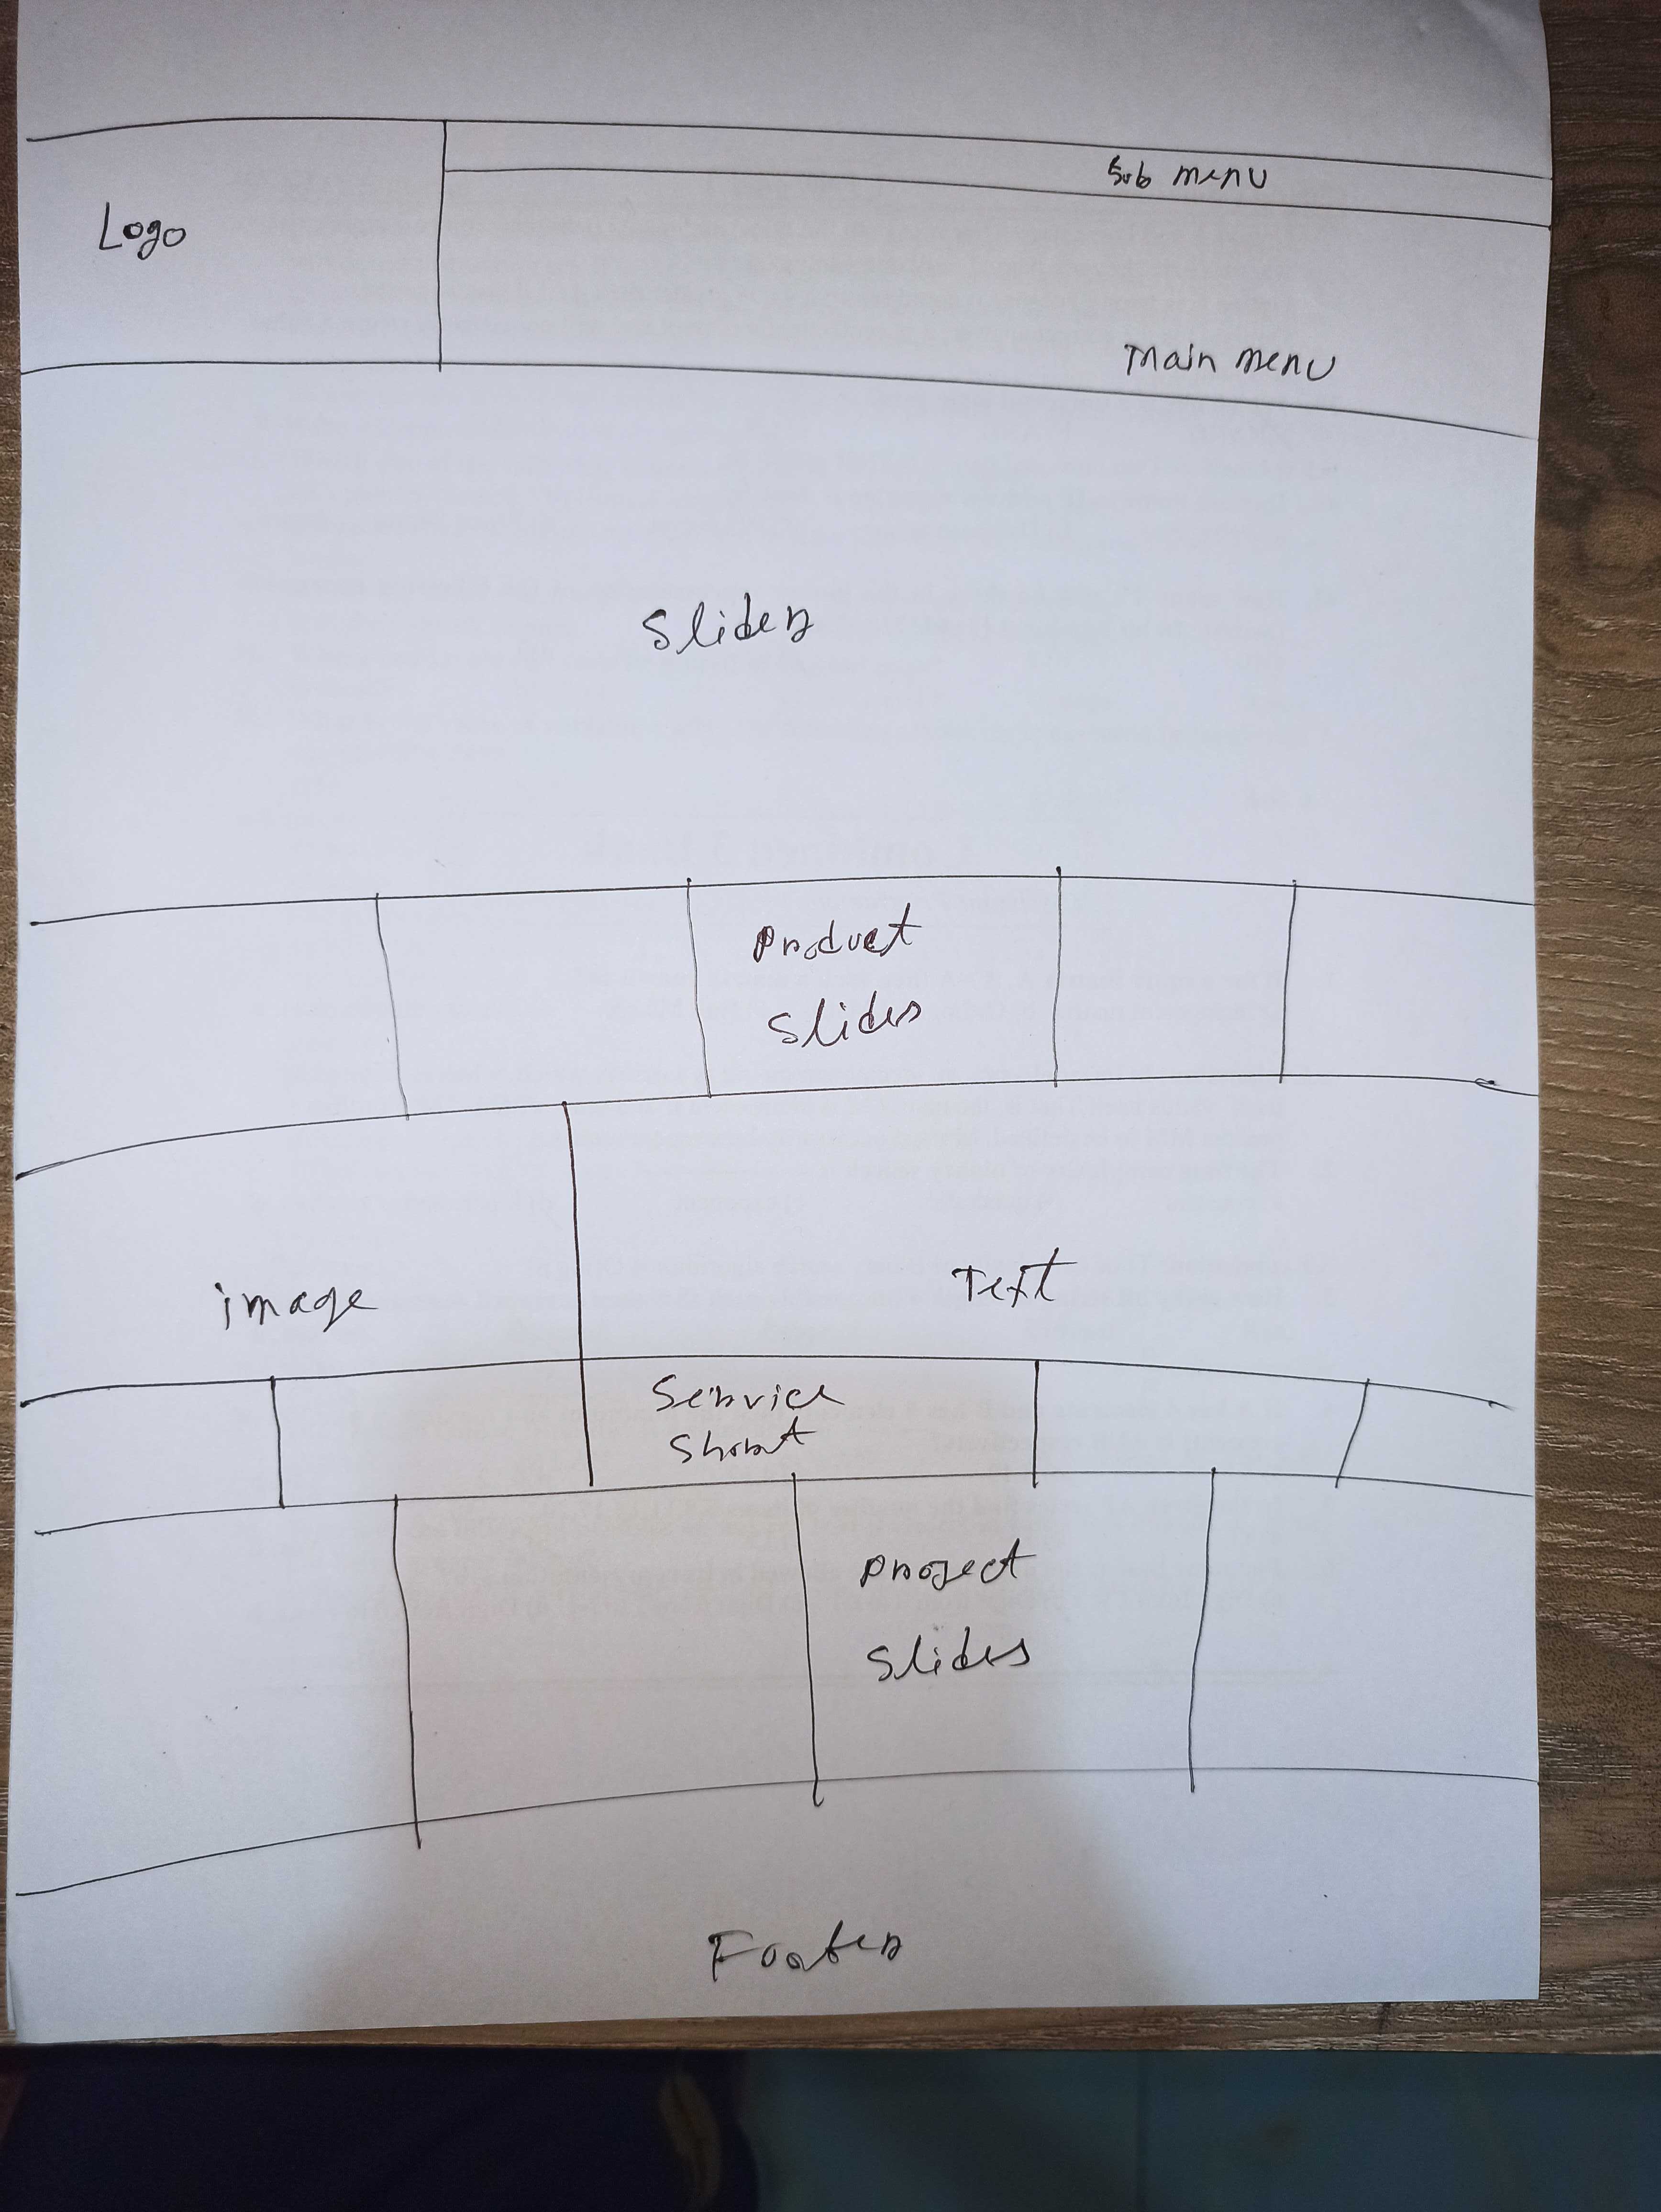 Sub menu
Logo
Main menu
Slider
Product
Slides
image
Text
Service
Short
Project
Slides
Footer